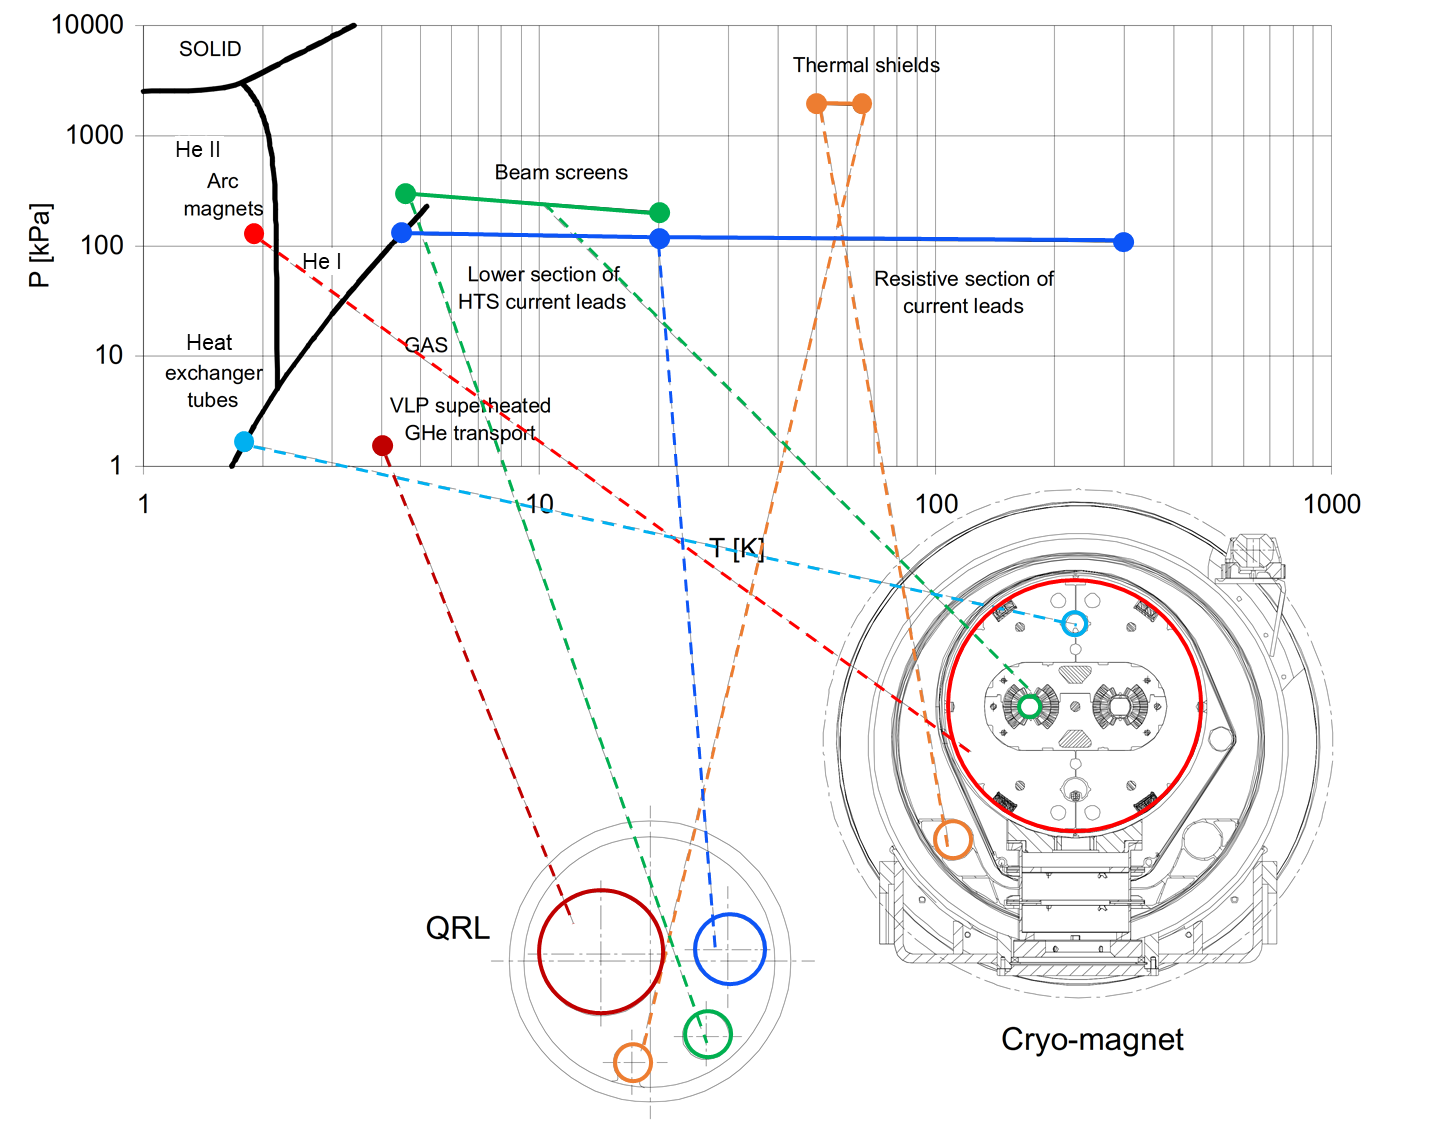 10000
SOLID
Thermal shields
1000
He II
Arc
magnets
Beam screens
P [kPa]
100
He I
Lower section of
HTS current leads
Resistive section of
current leads
10
Heat
exchanger
tubes
GAS
VLP superheated
GHe transport
1
1
10
100
1000
T [K]
QRL
Cryo-magnet